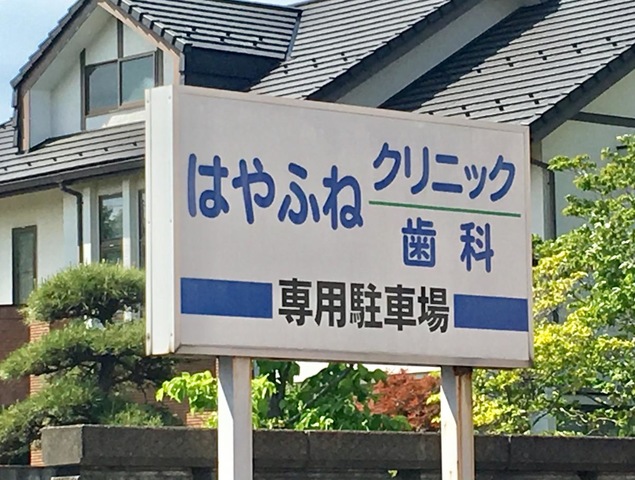 はやふね
クリニック
歯科
専用駐車場